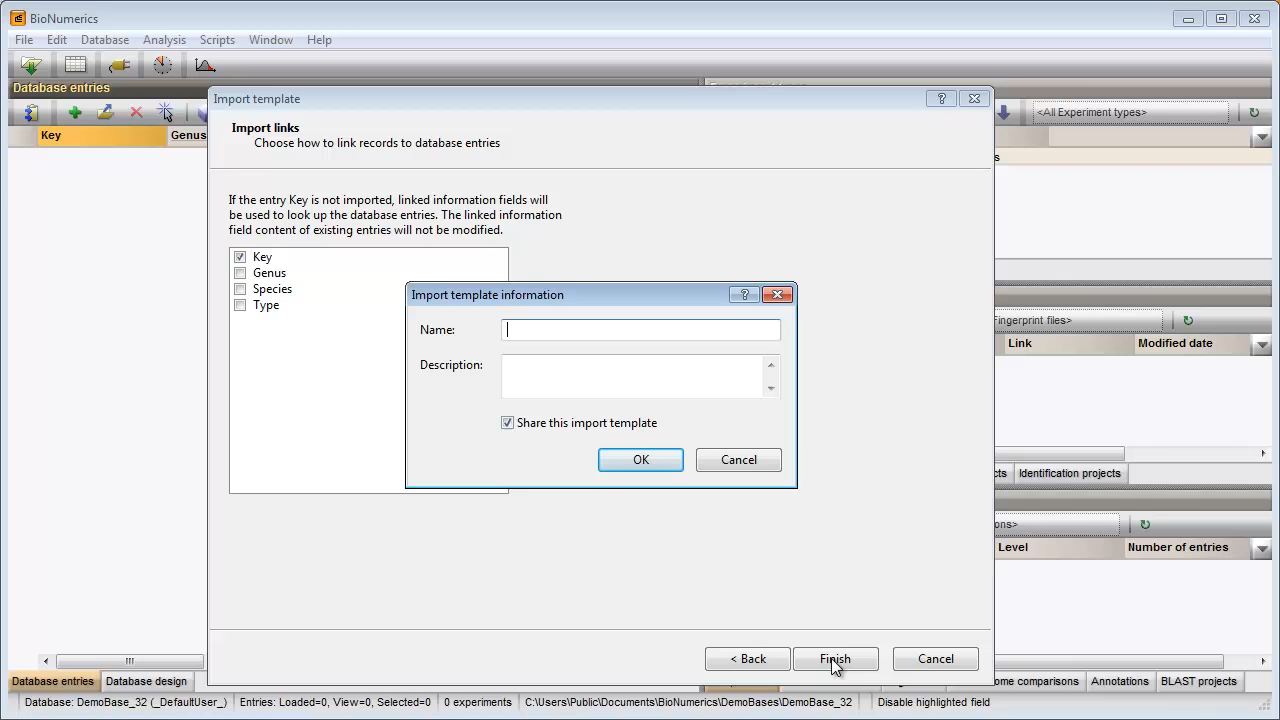 BioNumerics
File Edit Database Analysis Scripts Window Help
Database entries
Import template
<All Experiment types>
Key Genus
Import links
Choose how to link records to database entries
If the entry Key is not imported, linked information fields will
be used to look up the database entries. The linked information
field content of existing entries will not be modified.
Key
Genus
Species
Type
Import template information
Name:
Description:
Share this import template
OK Cancel
Fingerprint files>
Link Modified date
Identification projects
Level Number of entries
< Back Finish Cancel
Database entries Database design
ome comparisons Annotations BLAST projects
Database: DemoBase_32 (_DefaultUser_) Entries: Loaded=0, View=0, Selected=0 0 experiments C:\Users\Public\Documents\BioNumerics\DemoBases\DemoBase_32 Disable highlighted field